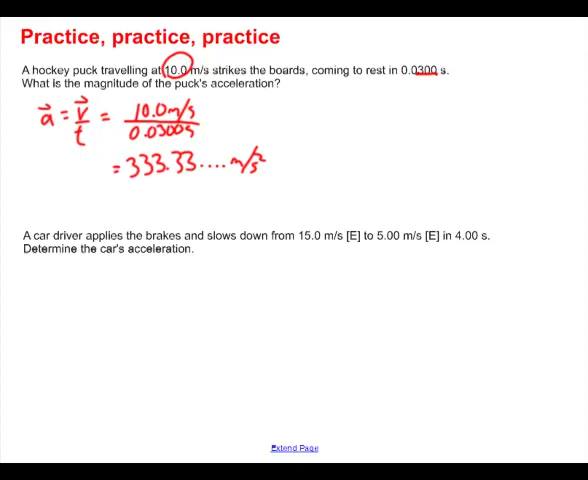 Practice, practice, practice
A hockey puck travelling at 10.0 m/s strikes the boards, coming to rest in 0.0300 s.
What is the magnitude of the puck's acceleration?
a⃗ = v⃗/t = 10.0m/s / 0.0300s
= 333.33.... m/s²
A car driver applies the brakes and slows down from 15.0 m/s [E] to 5.00 m/s [E] in 4.00 s.
Determine the car's acceleration.
Extend Page